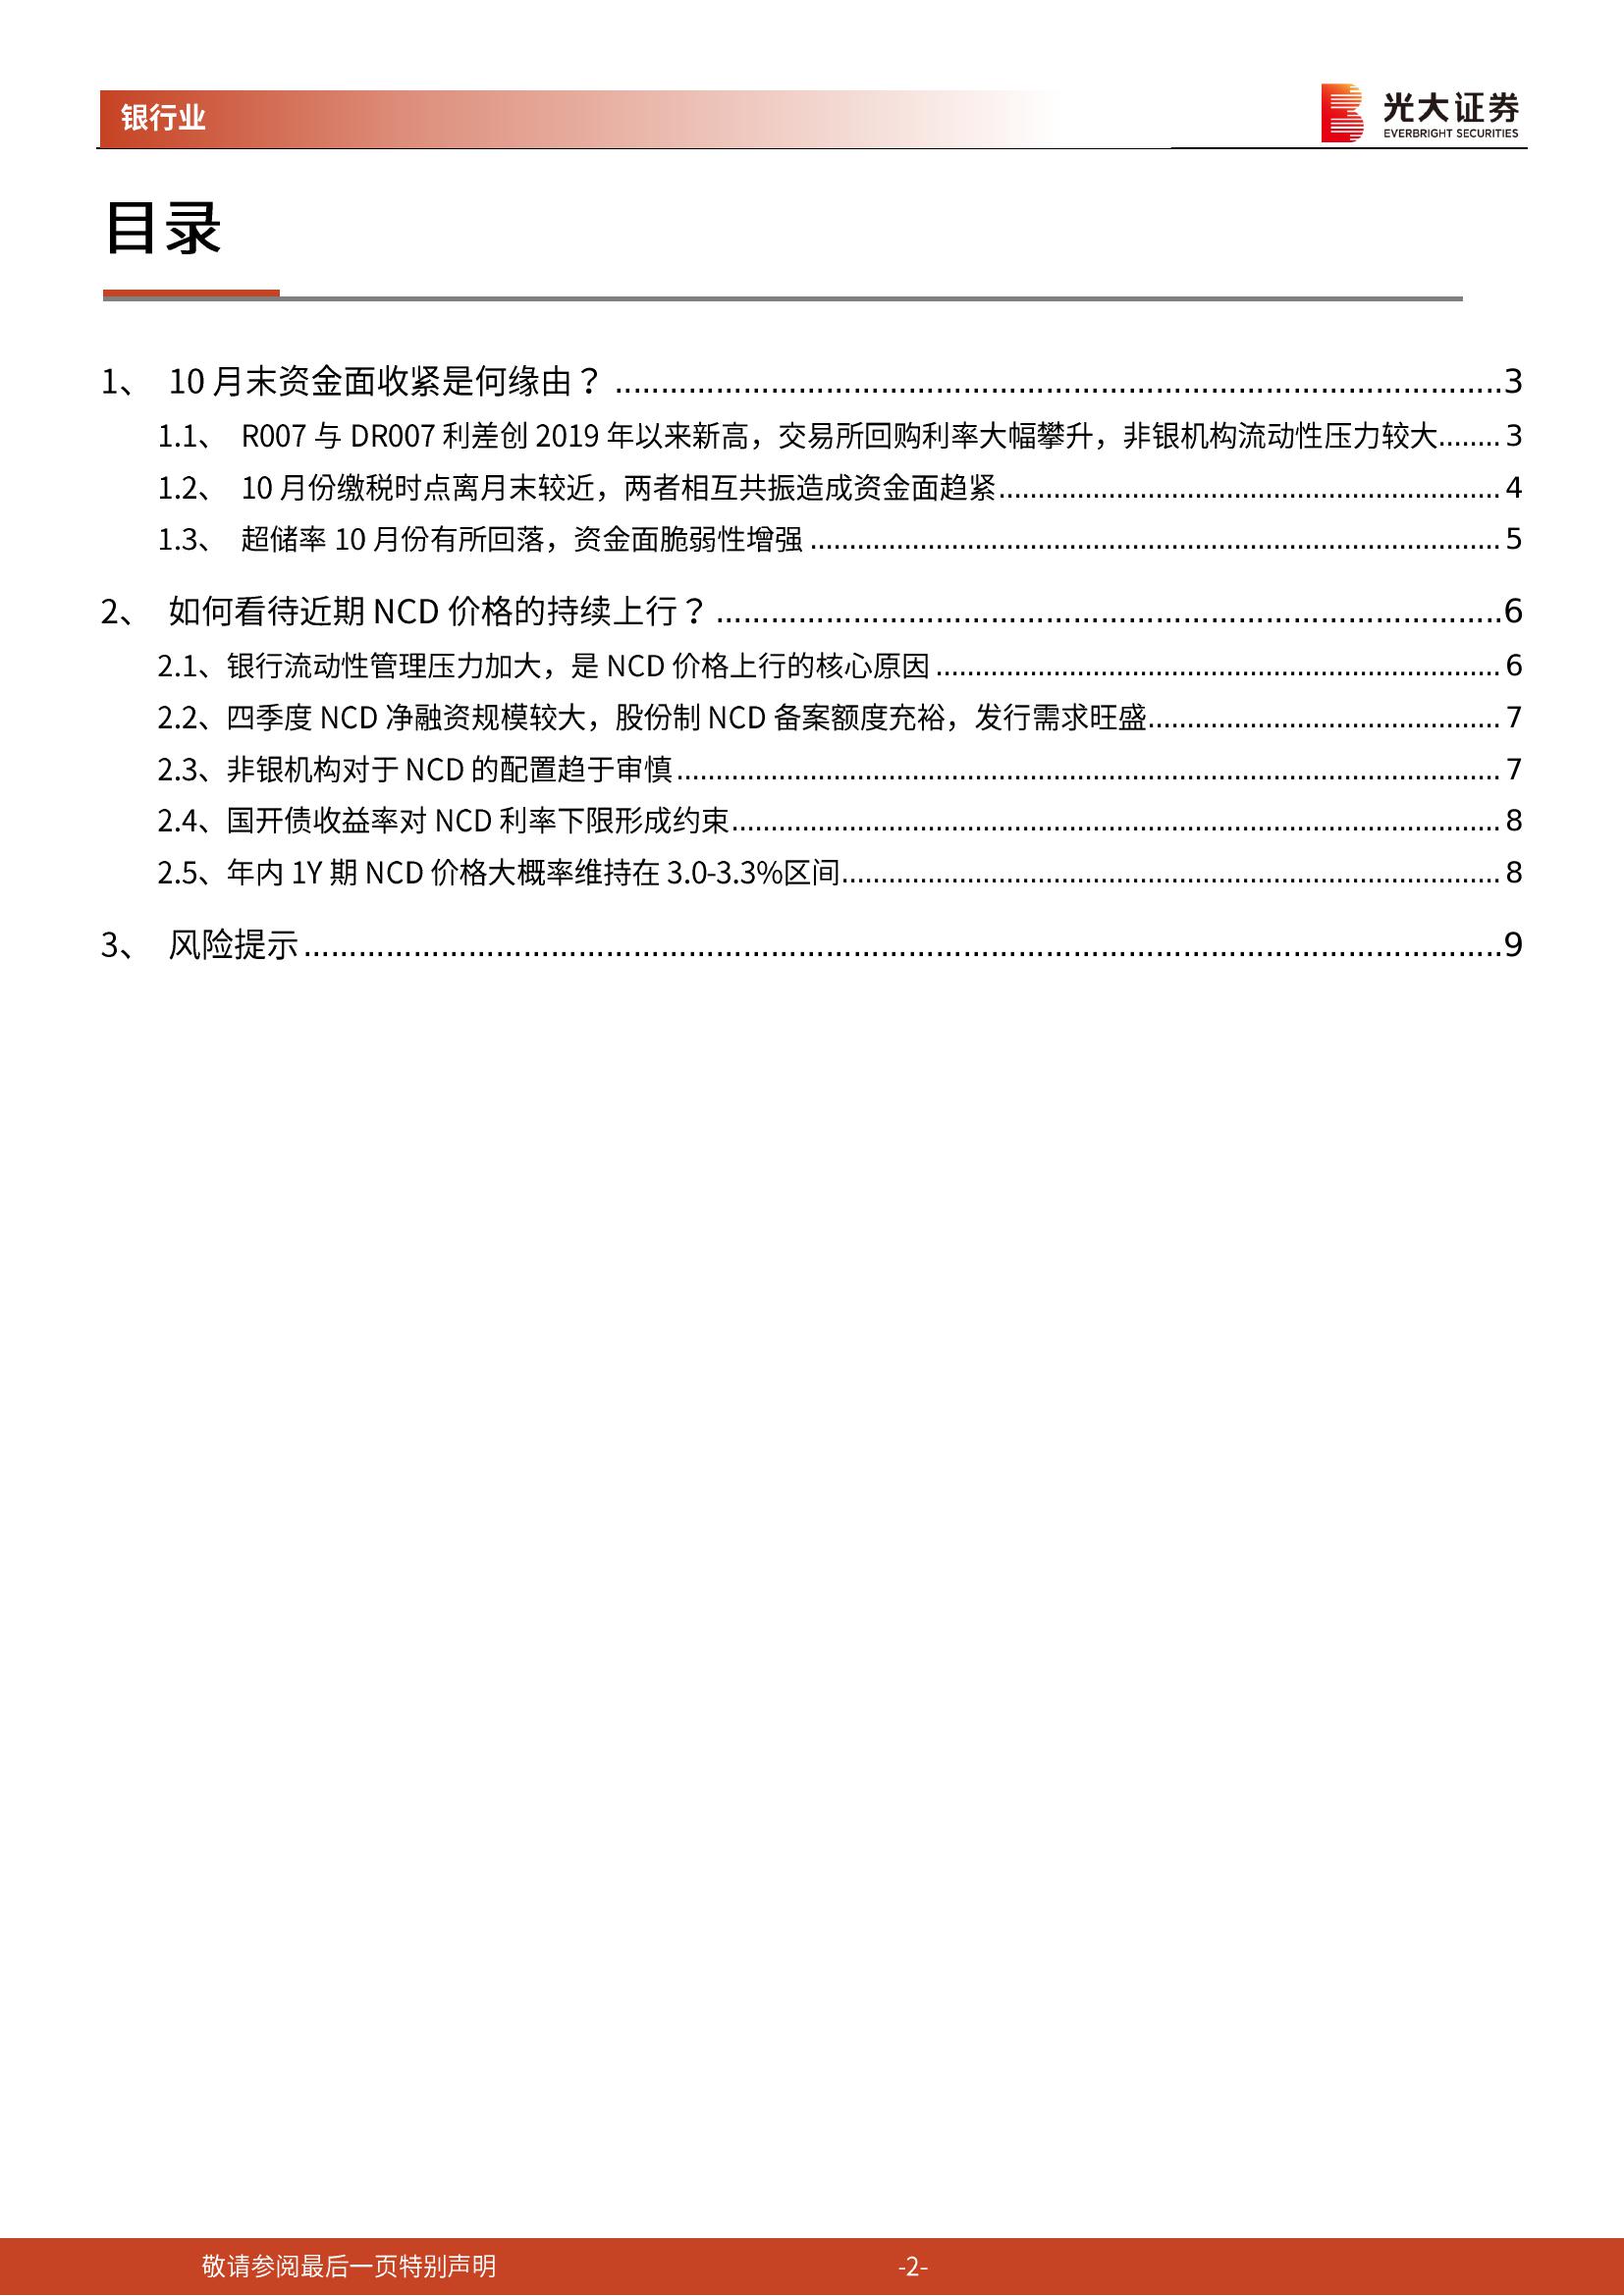 银行业
光大证券
EVERBRIGHT SECURITIES
目录
1、 10 月末资金面收紧是何缘由？ ........................................................................................................ 3
1.1、 R007 与 DR007 利差创 2019 年以来新高，交易所回购利率大幅攀升，非银机构流动性压力较大........ 3
1.2、 10 月份缴税时点离月末较近，两者相互共振造成资金面趋紧................................................................ 4
1.3、 超储率 10 月份有所回落，资金面脆弱性增强 ........................................................................................ 5
2、 如何看待近期 NCD 价格的持续上行？ ............................................................................................ 6
2.1、银行流动性管理压力加大，是 NCD 价格上行的核心原因 ........................................................................ 6
2.2、四季度 NCD 净融资规模较大，股份制 NCD 备案额度充裕，发行需求旺盛............................................. 7
2.3、非银机构对于 NCD 的配置趋于审慎......................................................................................................... 7
2.4、国开债收益率对 NCD 利率下限形成约束.................................................................................................. 8
2.5、年内 1Y 期 NCD 价格大概率维持在 3.0-3.3%区间.................................................................................... 8
3、 风险提示........................................................................................................................................ 9
敬请参阅最后一页特别声明 -2-